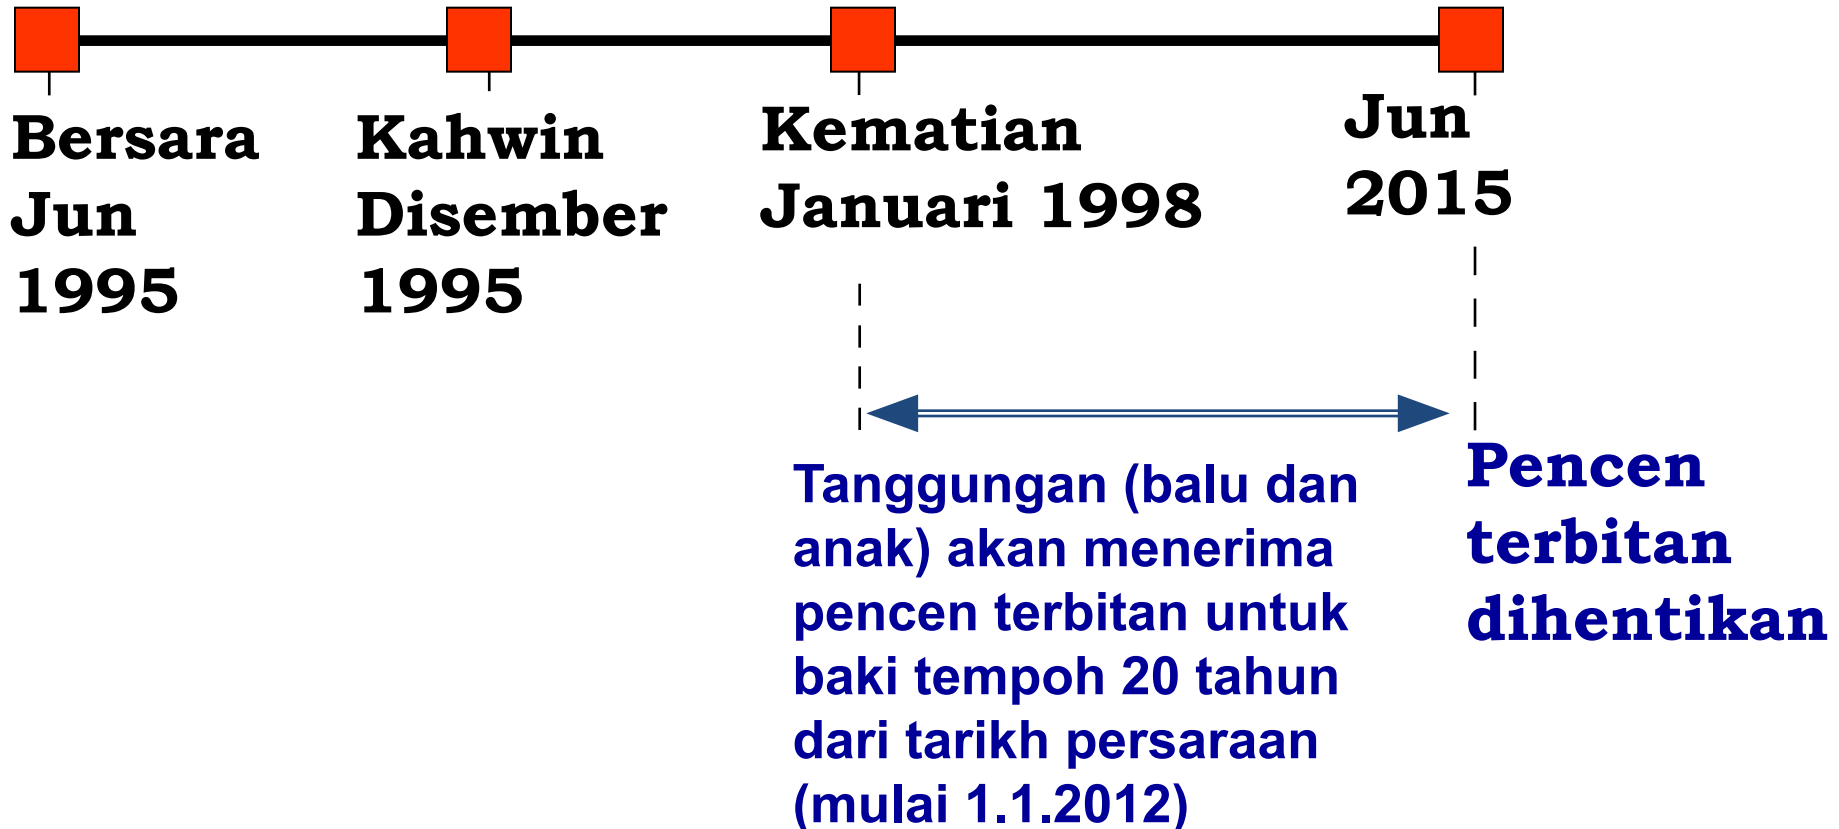 Bersara
Jun
1995
Kahwin
Disember
1995
Kematian
Januari 1998
Jun
2015
Tanggungan (balu dan
anak) akan menerima
pencen terbitan untuk
baki tempoh 20 tahun
dari tarikh persaraan
(mulai 1.1.2012)
Pencen
terbitan
dihentikan